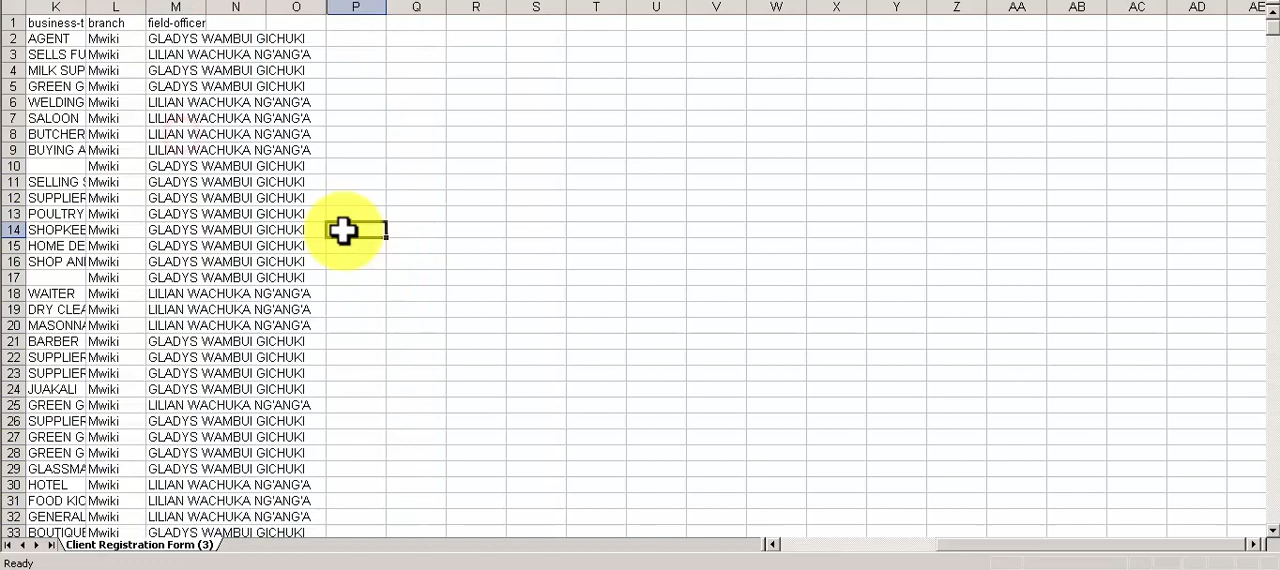 K L M N O P Q R S T U V W X Y Z AA AB AC AD AE
1 business-t branch field-officer
2 AGENT Mwiki GLADYS WAMBUI GICHUKI
3 SELLS FU Mwiki LILIAN WACHUKA NG'ANG'A
4 MILK SUP Mwiki GLADYS WAMBUI GICHUKI
5 GREEN G Mwiki GLADYS WAMBUI GICHUKI
6 WELDING Mwiki LILIAN WACHUKA NG'ANG'A
7 SALOON Mwiki LILIAN WACHUKA NG'ANG'A
8 BUTCHER Mwiki LILIAN WACHUKA NG'ANG'A
9 BUYING A Mwiki LILIAN WACHUKA NG'ANG'A
10 Mwiki GLADYS WAMBUI GICHUKI
11 SELLING S Mwiki GLADYS WAMBUI GICHUKI
12 SUPPLIER Mwiki GLADYS WAMBUI GICHUKI
13 POULTRY Mwiki GLADYS WAMBUI GICHUKI
14 SHOPKEE Mwiki GLADYS WAMBUI GICHUKI
15 HOME DE Mwiki GLADYS WAMBUI GICHUKI
16 SHOP ANI Mwiki GLADYS WAMBUI GICHUKI
17 Mwiki GLADYS WAMBUI GICHUKI
18 WAITER Mwiki LILIAN WACHUKA NG'ANG'A
19 DRY CLEA Mwiki LILIAN WACHUKA NG'ANG'A
20 MASONNA Mwiki LILIAN WACHUKA NG'ANG'A
21 BARBER Mwiki GLADYS WAMBUI GICHUKI
22 SUPPLIER Mwiki GLADYS WAMBUI GICHUKI
23 SUPPLIER Mwiki GLADYS WAMBUI GICHUKI
24 JUAKALI Mwiki GLADYS WAMBUI GICHUKI
25 GREEN G Mwiki LILIAN WACHUKA NG'ANG'A
26 SUPPLIER Mwiki GLADYS WAMBUI GICHUKI
27 GREEN G Mwiki GLADYS WAMBUI GICHUKI
28 GREEN G Mwiki GLADYS WAMBUI GICHUKI
29 GLASSMA Mwiki GLADYS WAMBUI GICHUKI
30 HOTEL Mwiki LILIAN WACHUKA NG'ANG'A
31 FOOD KIC Mwiki LILIAN WACHUKA NG'ANG'A
32 GENERAL Mwiki LILIAN WACHUKA NG'ANG'A
33 BOUTIQUE Mwiki GLADYS WAMBUI GICHUKI
Client Registration Form (3)
Ready